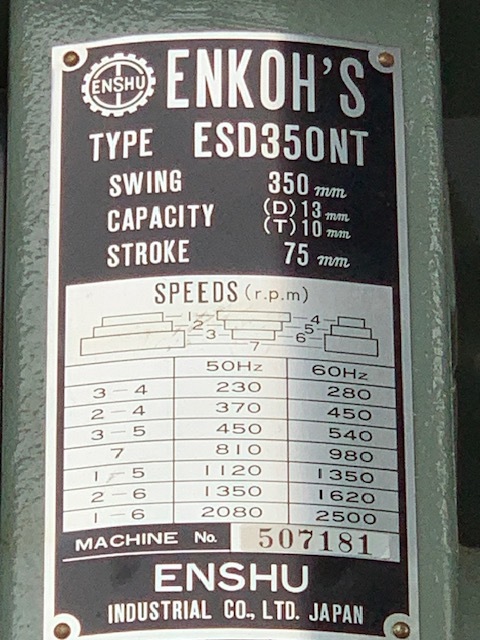 ENSHU
ENKOH'S
TYPE ESD350NT
SWING 350 mm
CAPACITY (D) 13 mm
(T) 10 mm
STROKE 75 mm
SPEEDS (r.p.m)
1 4
2 5
3 6
7
50Hz 60Hz
3-4 230 280
2-4 370 450
3-5 450 540
7 810 980
1-5 1120 1350
2-6 1350 1620
1-6 2080 2500
MACHINE No. 507181
ENSHU
INDUSTRIAL CO., LTD. JAPAN